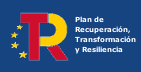 Plan de
Recuperación,
Transformación
y Resiliencia